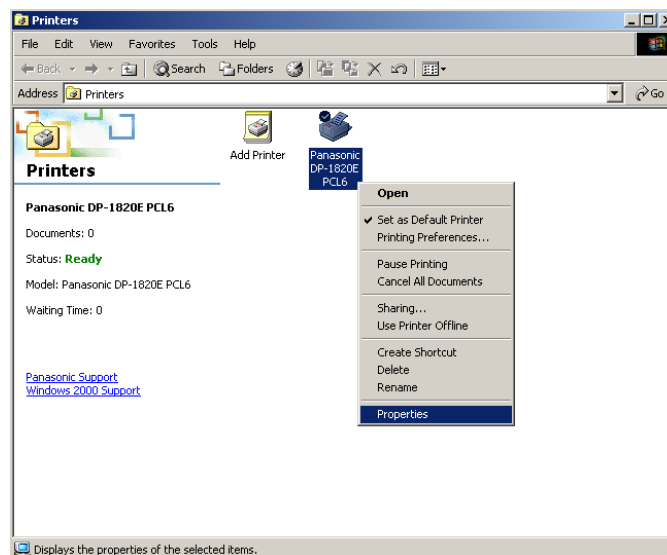 Printers
File Edit View Favorites Tools Help
Back Search Folders
Address Printers Go
Printers
Panasonic DP-1820E PCL6
Documents: 0
Status: Ready
Model: Panasonic DP-1820E PCL6
Waiting Time: 0
Panasonic Support
Windows 2000 Support
Add Printer
Panasonic
DP-1820E
PCL6
Open
Set as Default Printer
Printing Preferences...
Pause Printing
Cancel All Documents
Sharing...
Use Printer Offline
Create Shortcut
Delete
Rename
Properties
Displays the properties of the selected items.